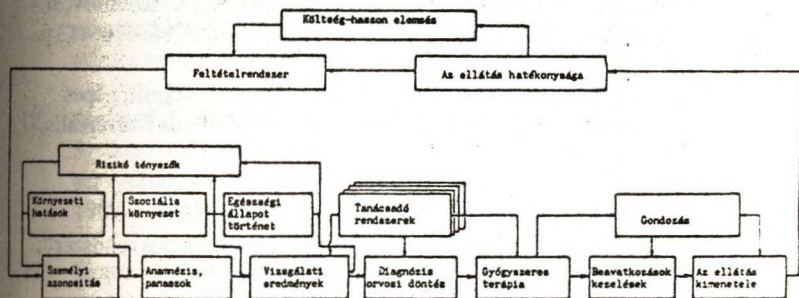 Költség-haszon elemzés
Feltételrendszer
Az ellátás hatékonysága
Rizikó tényezők
Környezeti
hatások
Szociális
környezet
Egészségi
állapot
történet
Tanácsadó
rendszerek
Gondozás
Személyi
azonosítás
Anamnézis,
panaszok
Vizsgálati
eredmények
Diagnózis
orvosi döntés
Gyógyszeres
terápia
Beavatkozások
kezelések
Az ellátás
kimenetele